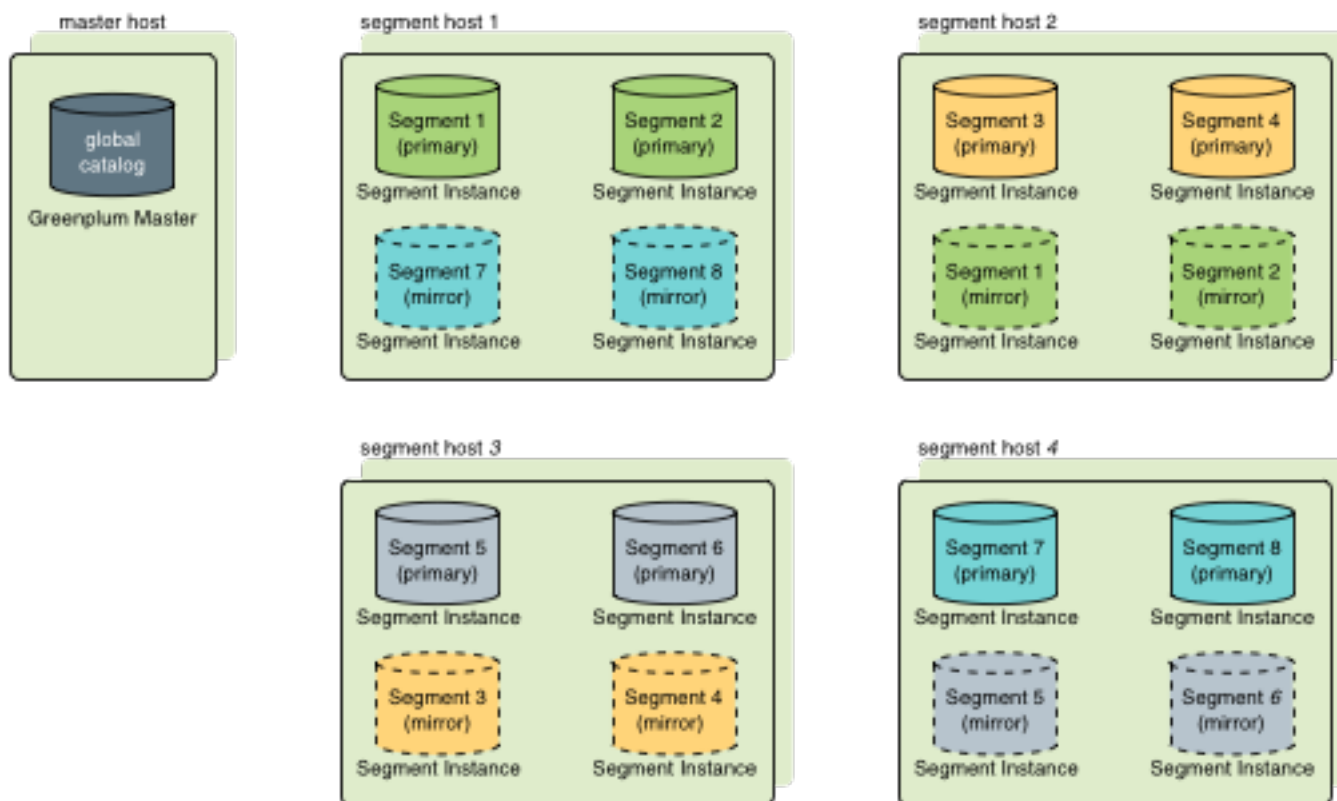 master host
global
catalog
Greenplum Master
segment host 1
Segment 1
(primary)
Segment Instance
Segment 2
(primary)
Segment Instance
Segment 7
(mirror)
Segment Instance
Segment 8
(mirror)
Segment Instance
segment host 2
Segment 3
(primary)
Segment Instance
Segment 4
(primary)
Segment Instance
Segment 1
(mirror)
Segment Instance
Segment 2
(mirror)
Segment Instance
segment host 3
Segment 5
(primary)
Segment Instance
Segment 6
(primary)
Segment Instance
Segment 3
(mirror)
Segment Instance
Segment 4
(mirror)
Segment Instance
segment host 4
Segment 7
(primary)
Segment Instance
Segment 8
(primary)
Segment Instance
Segment 5
(mirror)
Segment Instance
Segment 6
(mirror)
Segment Instance